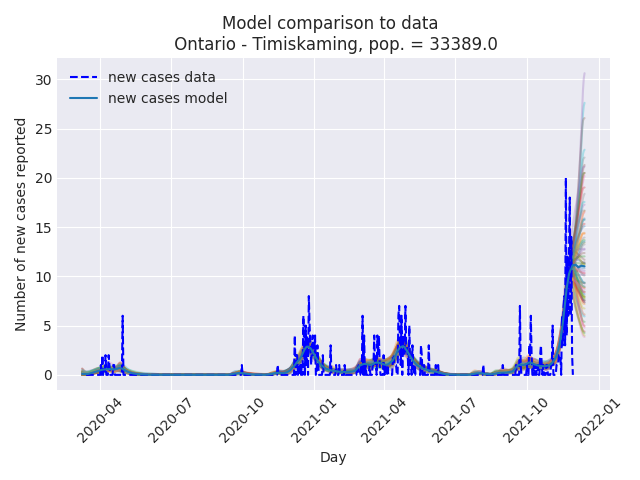 Model comparison to data
Ontario - Timiskaming, pop. = 33389.0
new cases data
new cases model
Number of new cases reported
30
25
20
15
10
5
0
2020-04
2020-07
2020-10
2021-01
2021-04
2021-07
2021-10
2022-01
Day